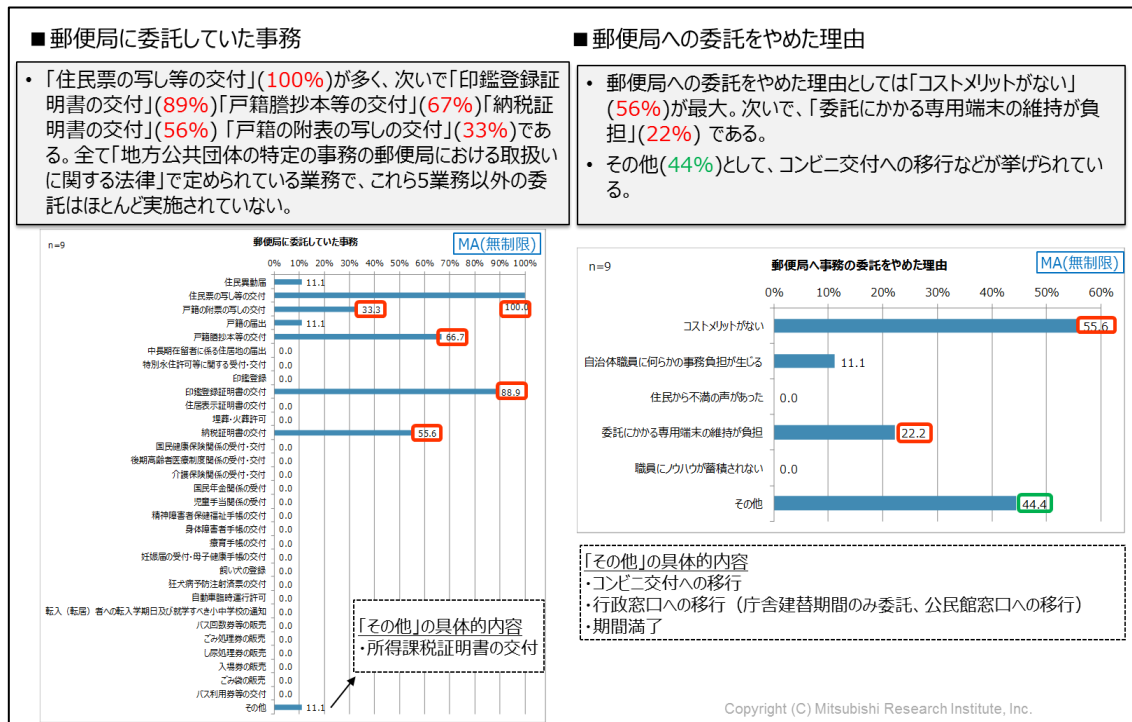 ■郵便局に委託していた事務
• 「住民票の写し等の交付」(100%)が多く、次いで「印鑑登録証
明書の交付」(89%)「戸籍謄抄本等の交付」(67%)「納税証
明書の交付」(56%) 「戸籍の附表の写しの交付」(33%)であ
る。全て「地方公共団体の特定の事務の郵便局における取扱い
に関する法律」で定められている業務で、これら5業務以外の委
託はほとんど実施されていない。
n=9
郵便局に委託していた事務
MA(無制限)
0% 10% 20% 30% 40% 50% 60% 70% 80% 90% 100%
住民異動届 11.1
住民票の写し等の交付 100.0
戸籍の附票の写しの交付 33.3
戸籍の届出 11.1
戸籍謄抄本等の交付 66.7
中長期在留者に係る住居地の届出 0.0
特別永住許可等に関する受付・交付 0.0
印鑑登録 0.0
印鑑登録証明書の交付 88.9
住居表示証明書の交付 0.0
埋葬・火葬許可 0.0
納税証明書の交付 55.6
国民健康保険関係の受付・交付 0.0
後期高齢者医療制度関係の受付・交付 0.0
介護保険関係の受付・交付 0.0
国民年金関係の受付 0.0
児童手当関係の受付 0.0
精神障害者保健福祉手帳の交付 0.0
身体障害者手帳の交付 0.0
療育手帳の交付 0.0
妊娠届の受付・母子健康手帳の交付 0.0
飼い犬の登録 0.0
狂犬病予防注射済票の交付 0.0
自動車臨時運行許可 0.0
転入（転居）者への転入学期日及び就学すべき小中学校の通知 0.0
バス回数券等の販売 0.0
ごみ処理券の販売 0.0
し尿処理券の販売 0.0
入場券の販売 0.0
ごみ袋の販売 0.0
バス利用券等の交付 0.0
その他 11.1
「その他」の具体的内容
・所得課税証明書の交付
■郵便局への委託をやめた理由
• 郵便局への委託をやめた理由としては「コストメリットがない」
(56%)が最大。次いで、「委託にかかる専用端末の維持が負
担」(22%) である。
• その他(44%)として、コンビニ交付への移行などが挙げられてい
る。
n=9
郵便局へ事務の委託をやめた理由
MA(無制限)
0% 10% 20% 30% 40% 50% 60%
コストメリットがない 55.6
自治体職員に何らかの事務負担が生じる 11.1
住民から不満の声があった 0.0
委託にかかる専用端末の維持が負担 22.2
職員にノウハウが蓄積されない 0.0
その他 44.4
「その他」の具体的内容
・コンビニ交付への移行
・行政窓口への移行（庁舎建替期間のみ委託、公民館窓口への移行）
・期間満了
Copyright (C) Mitsubishi Research Institute, Inc.